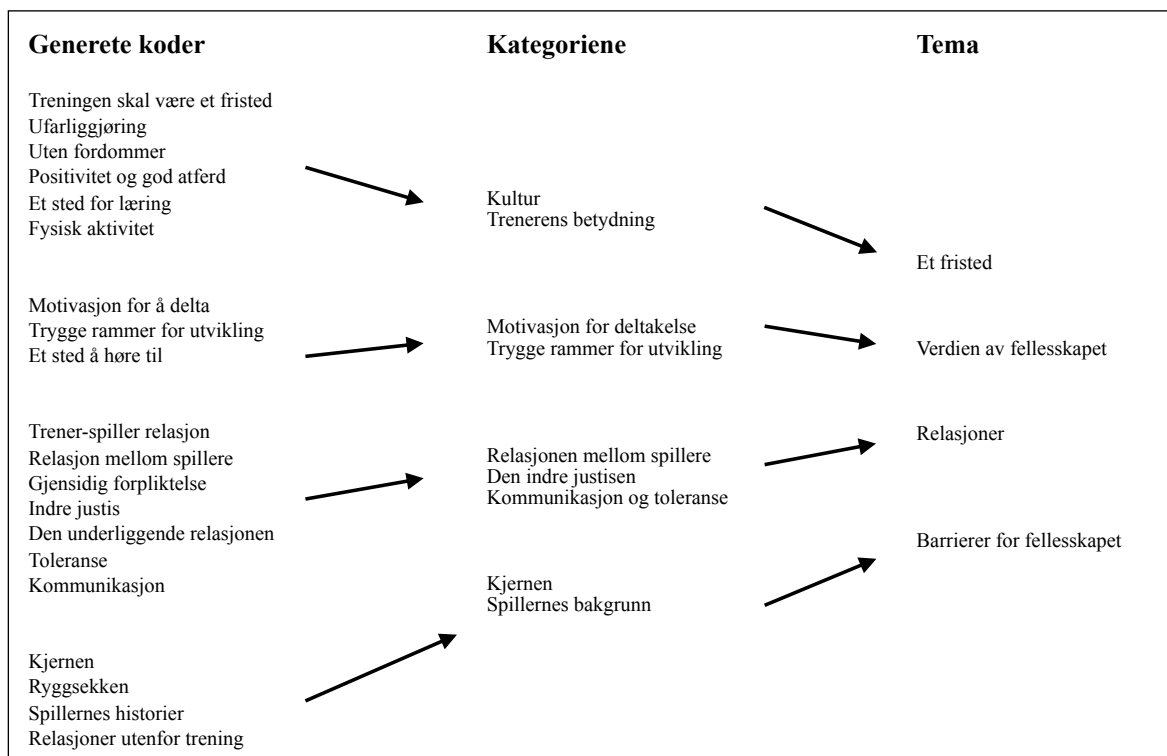 Generete koder
Treningen skal være et fristed
Ufarliggjøring
Uten fordommer
Positivitet og god atferd
Et sted for læring
Fysisk aktivitet
Motivasjon for å delta
Trygge rammer for utvikling
Et sted å høre til
Trener-spiller relasjon
Relasjon mellom spillere
Gjensidig forpliktelse
Indre justis
Den underliggende relasjonen
Toleranse
Kommunikasjon
Kjernen
Ryggsekken
Spillernes historier
Relasjoner utenfor trening
Kategoriene
Kultur
Trenerens betydning
Motivasjon for deltakelse
Trygge rammer for utvikling
Relasjonen mellom spillere
Den indre justisen
Kommunikasjon og toleranse
Kjernen
Spillernes bakgrunn
Tema
Et fristed
Verdien av fellesskapet
Relasjoner
Barrierer for fellesskapet